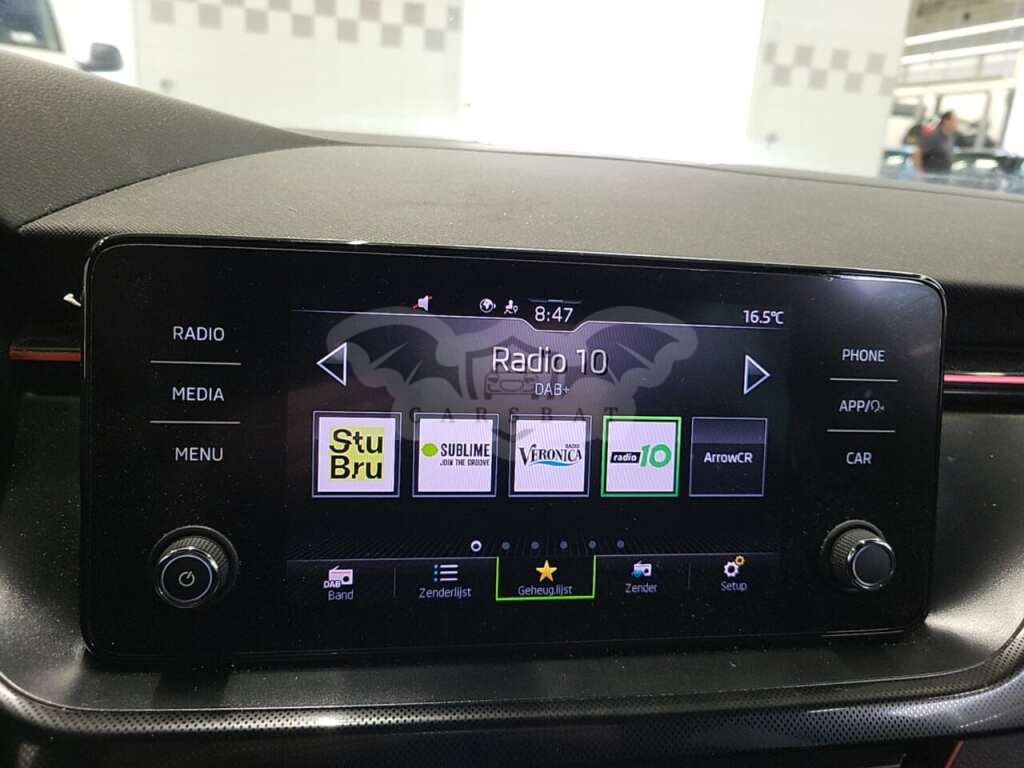 8:47
16.5°C
RADIO
MEDIA
MENU
PHONE
APP/
CAR
Radio 10
DAB+
CARSBAT
Stu
Bru
SUBLIME
JOIN THE GROOVE
RADIO
VERONICA
radio 10
ArrowCR
DAB
Band
Zenderlijst
Geheug.lijst
Zender
Setup